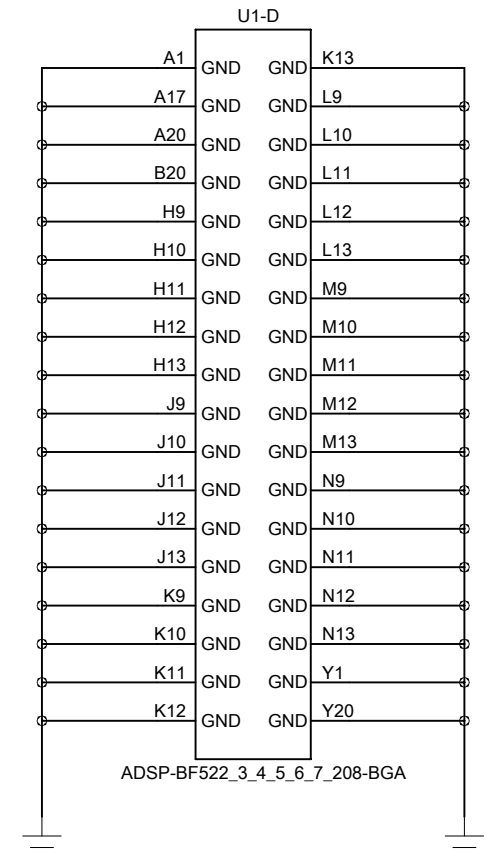 U1-D
A1 GND GND K13
A17 GND GND L9
A20 GND GND L10
B20 GND GND L11
H9 GND GND L12
H10 GND GND L13
H11 GND GND M9
H12 GND GND M10
H13 GND GND M11
J9 GND GND M12
J10 GND GND M13
J11 GND GND N9
J12 GND GND N10
J13 GND GND N11
K9 GND GND N12
K10 GND GND N13
K11 GND GND Y1
K12 GND GND Y20
ADSP-BF522_3_4_5_6_7_208-BGA